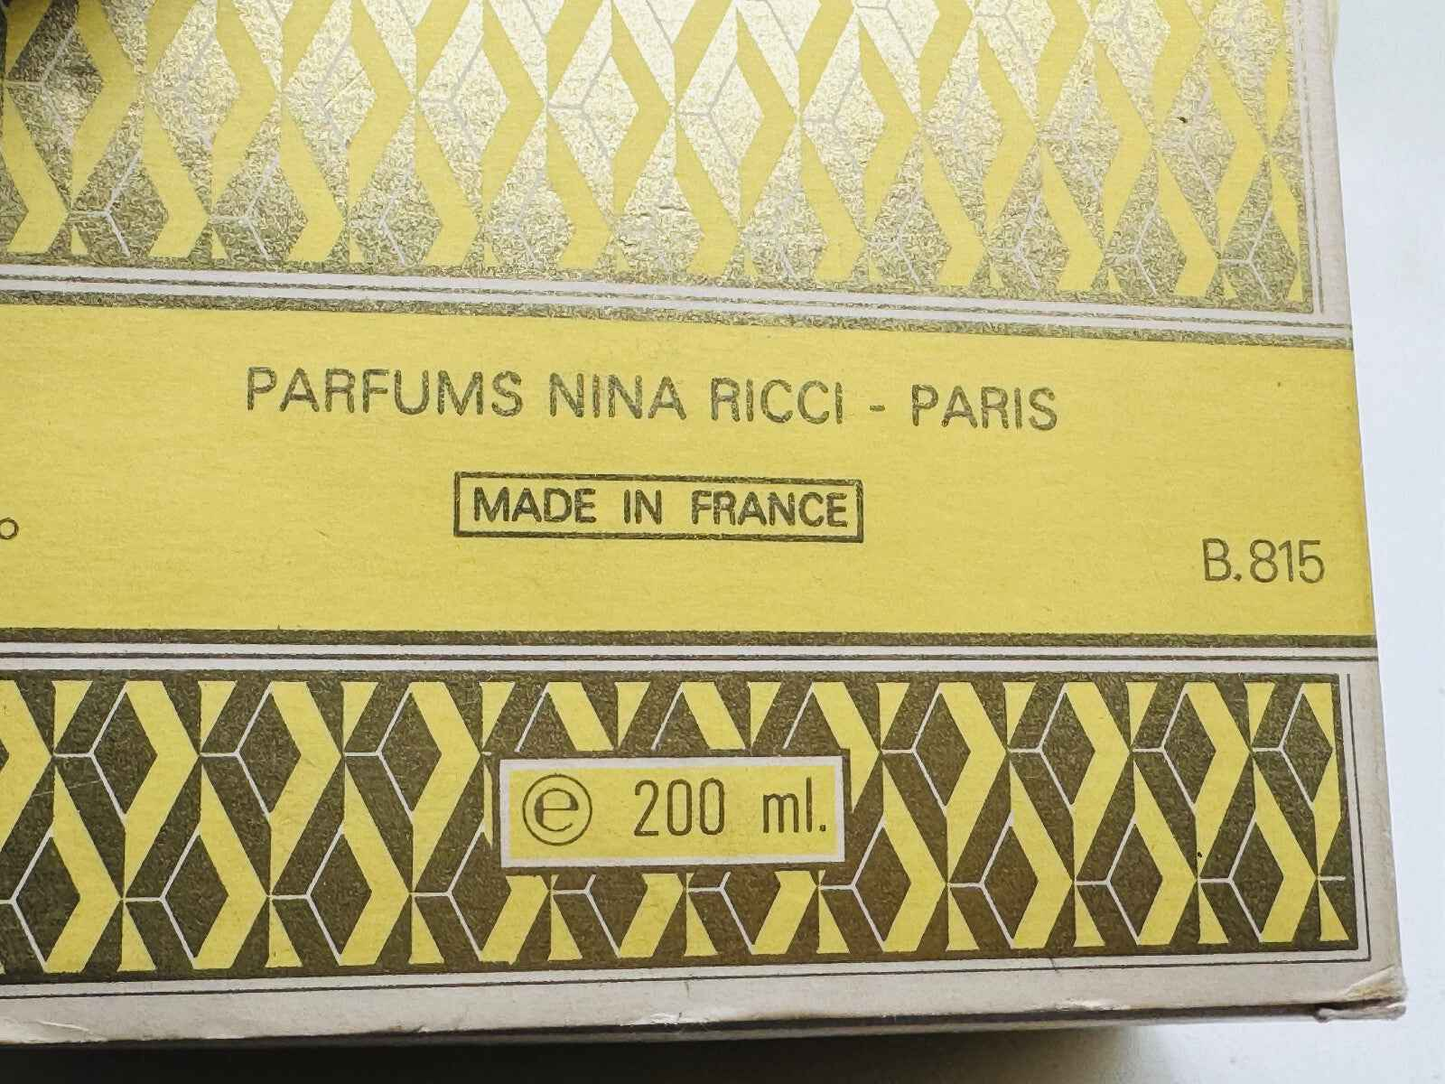 PARFUMS NINA RICCI - PARIS
MADE IN FRANCE
B.815
℮ 200 ml.